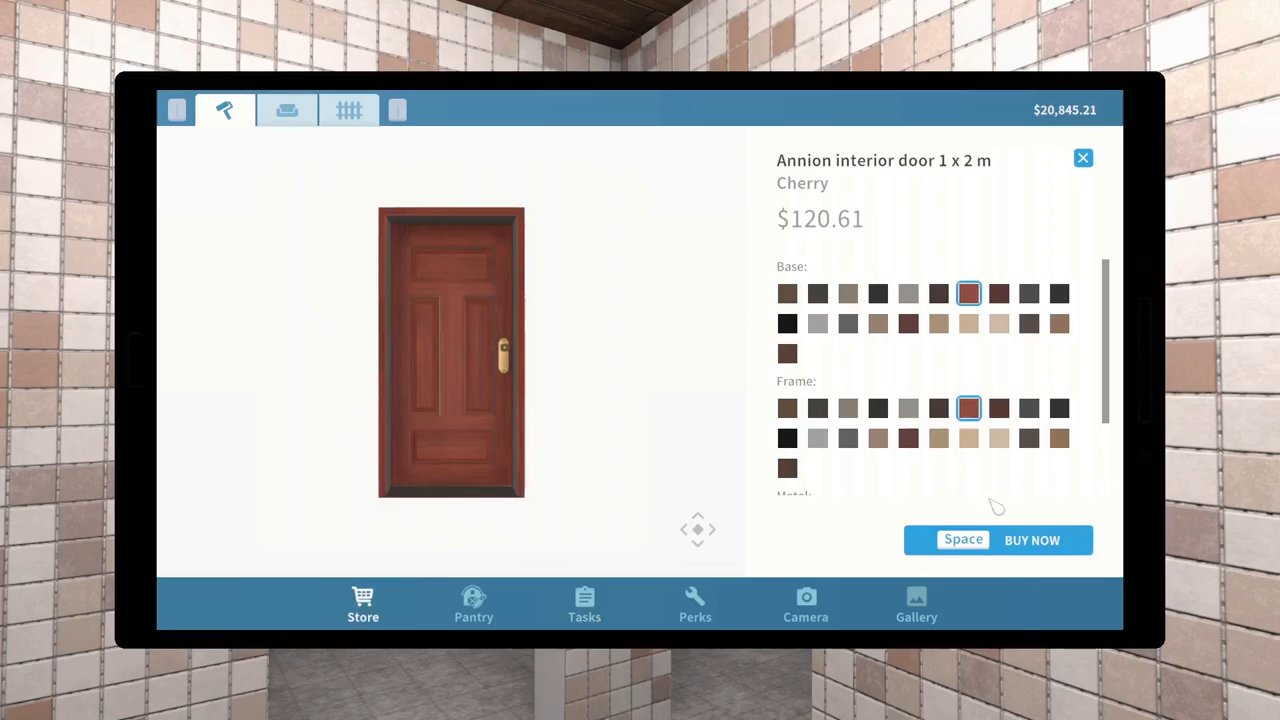 $20,845.21
Annion interior door 1 x 2 m
Cherry
$120.61
Base:
Frame:
Metal:
Space BUY NOW
Store Pantry Tasks Perks Camera Gallery